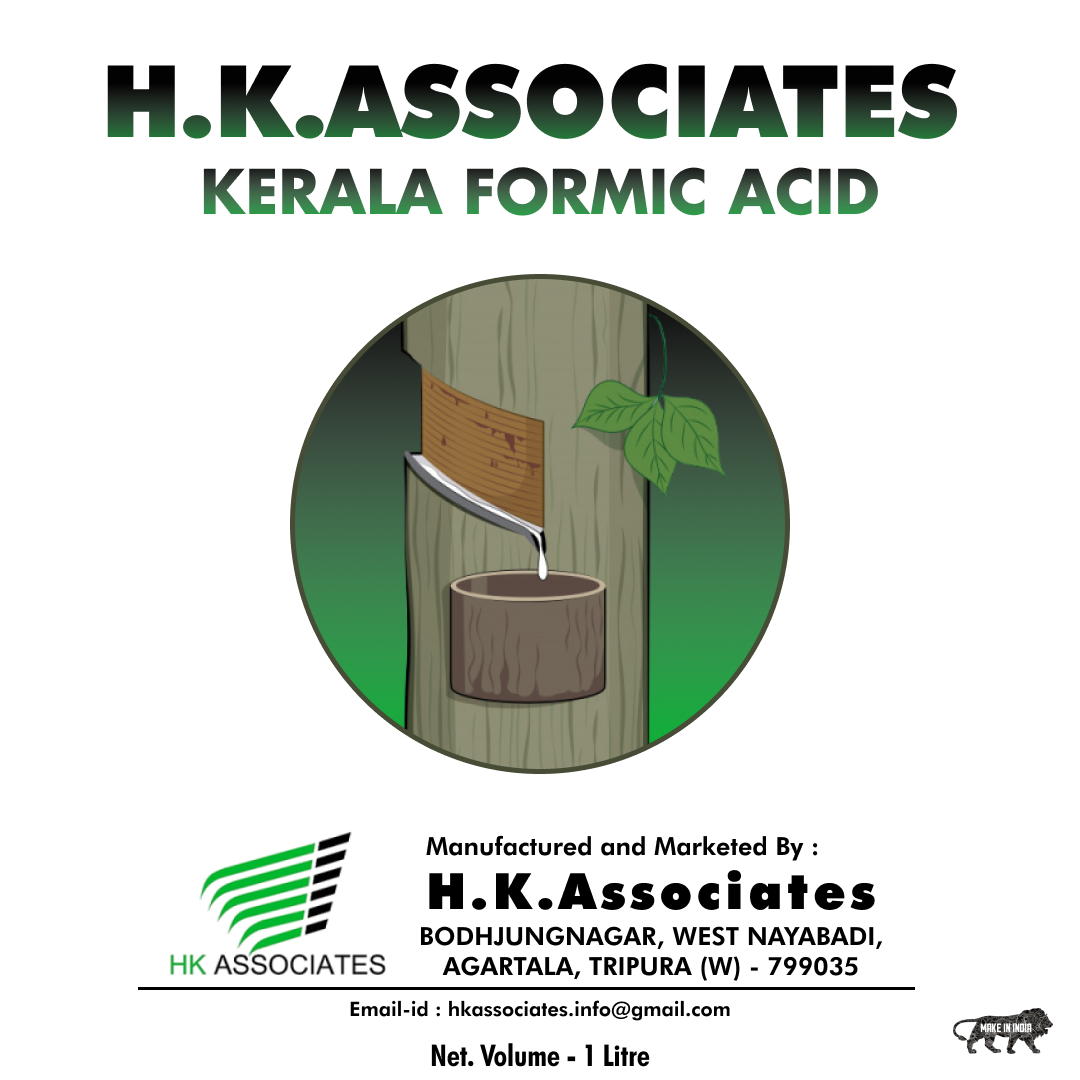 H.K.ASSOCIATES
KERALA FORMIC ACID
Manufactured and Marketed By :
H.K.Associates
BODHJUNGNAGAR, WEST NAYABADI,
AGARTALA, TRIPURA (W) - 799035
HK ASSOCIATES
Email-id : hkassociates.info@gmail.com
MAKE IN INDIA
Net. Volume - 1 Litre